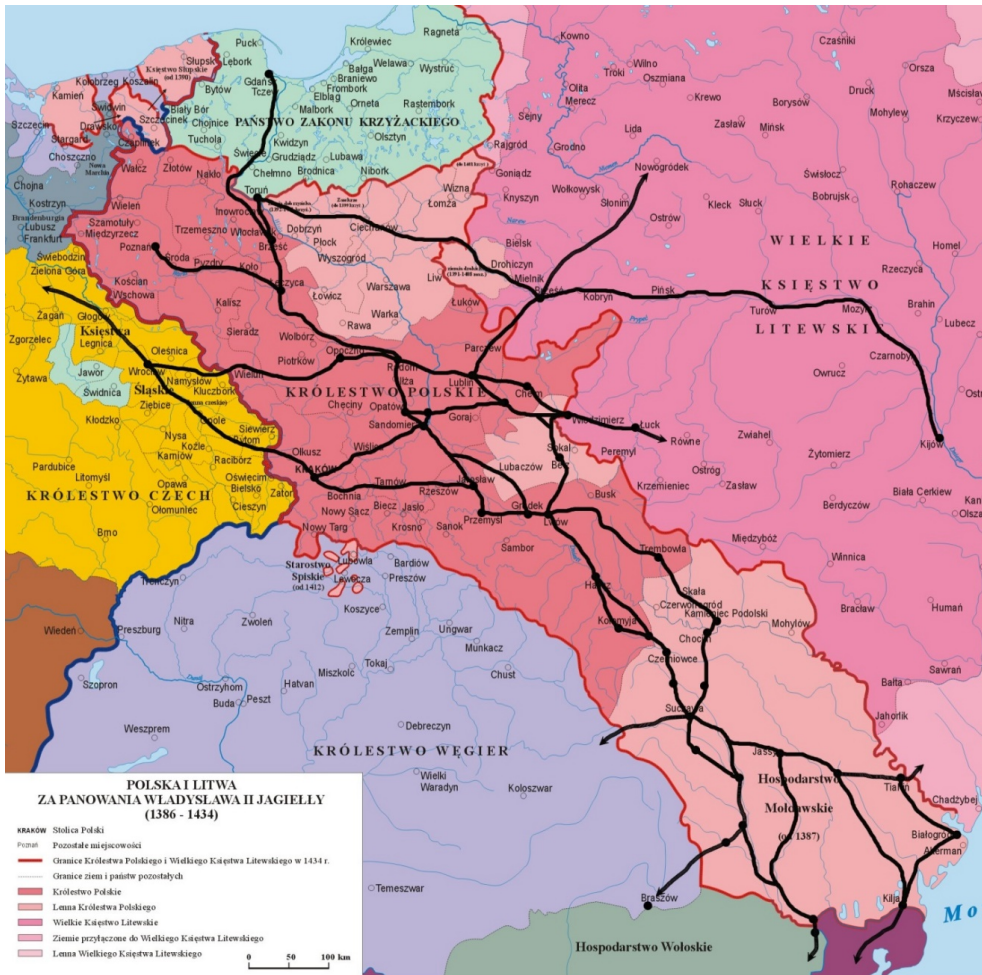 Puck
Ragneta
Królewiec
Kowno
Czaśniki
Słupsk
Lębork
Księstwo Słupskie
(od 1390)
Bałga
Welawa
Wystruć
Wilno
Troki
Oszmiana
Orsza
Kołobrzeg
Koszalin
Gdańsk
Tczew
Braniewo
Frombork
Elbląg
Olita
Merecz
Krewo
Borysów
Druck
Mścisław
Kamień
Bytów
Malbork
Orneta
Rastembork
Świdwin
Biały Bór
Szczecinek
Chojnice
PAŃSTWO ZAKONU KRZYŻACKIEGO
Sejny
Zasław
Mińsk
Mohylew
Krzyczew
Szczecin
Drawsko
Stargard
Czaplinek
Tuchola
Olsztyn
Lida
Rajgród
Grodno
Choszczno
Nowa
Marchia
Wałcz
Złotów
Świecie
Kwidzyn
Grudziądz
Lubawa
Chełmno
Brodnica
Nibork
Goniądz
Nowogródek
Świsłocz
Chojna
Nakło
Toruń
Wizna
Wołkowysk
Słonim
Bobrujsk
Rohaczew
Kostrzyn
Wieleń
Inowrocław
Łomża
Knyszyn
Kleck
Słuck
Brandenburgia
Lubusz
Frankfurt
Szamotuły
Międzyrzecz
Trzemeszno
Włocławek
Dobrzyń
Ciechanów
Ostrów
Poznań
Brześć
Płock
Bielsk
Homel
Świebodzin
Środa
Pyzdry
Koło
Wyszogród
Drohiczyn
WIELKIE
Rzeczyca
Zielona Góra
Kościan
Łęczyca
Liw
Mielnik
Brześć
Kobryn
Pińsk
KSIĘSTWO
Wschowa
Łowicz
Warszawa
Łuków
Turów
Mozyrz
Brahin
Żagań
Głogów
Kalisz
Warka
Rawa
LITEWSKIE
Lubecz
Księstwa
Zgorzelec
Legnica
Sieradz
Wolbórz
Parczew
Czarnobyl
Oleśnica
Opoczno
Piotrków
Radom
Żytawa
Jawor
Wrocław
Wieluń
Iłża
Lublin
Owrucz
Śląskie
Namysłów
KRÓLESTWO POLSKIE
Chełm
Świdnica
Ziębice
Kluczbork
Checiny
Opatów
Goraj
Włodzimierz
Łuck
Kłodzko
Opole
Sandomierz
Równe
Zwiahel
Kijów
Nysa
Siewierz
Bytom
Wiślica
Sokal
Peremyl
Koźle
Olkusz
Bełz
Pardubice
Karniów
Racibórz
KRAKÓW
Lubaczów
Ostróg
Żytomierz
Litomyśl
Oświęcim
Tarnów
Jarosław
Krzemieniec
Zasław
Biała Cerkiew
Opawa
Bielsko
Zator
Rzeszów
Busk
KRÓLESTWO CZECH
Bochnia
Berdyczów
Ołomuniec
Cieszyn
Nowy Sącz
Biecz
Jasło
Przemyśl
Gródek
Lwów
Brno
Nowy Targ
Krosno
Sanok
Międzybóż
Sambor
Trembowla
Winnica
Starostwo
Spiskie
(od 1412)
Lubowla
Lewocza
Bardiów
Preszów
Halicz
Skała
Trenczyn
Czerwonogród
Kamieniec Podolski
Bracław
Humań
Wiedeń
Nitra
Zwoleń
Koszyce
Preszburg
Kołomyja
Mohylów
Zemplin
Ungwar
Chocim
Munkacz
Czerniowce
Szopron
Miszkolc
Tokaj
Chust
Sawrań
Ostrzyhom
Hatvan
Bałta
Buda
Peszt
Suczawa
Debreczyn
Jahorlik
Weszprem
KRÓLESTWO WĘGIER
Jassy
Wielki
Waradyn
Koloszwar
Hospodarstwo
Mołdawskie
(od 1387)
Chadzybej
Białogród
Akerman
Temeszwar
Braszów
Kilja
Mo
Hospodarstwo Wołoskie
POLSKA I LITWA
ZA PANOWANIA WŁADYSŁAWA II JAGIEŁŁY
(1386 - 1434)
KRAKÓW Stolica Polski
Poznań Pozostałe miejscowości
Granice Królestwa Polskiego i Wielkiego Księstwa Litewskiego w 1434 r.
Granice ziem i państw pozostałych
Królestwo Polskie
Lenna Królestwa Polskiego
Wielkie Księstwo Litewskie
Ziemie przyłączone do Wielkiego Księstwa Litewskiego
Lenna Wielkiego Księstwa Litewskiego
0 50 100 km